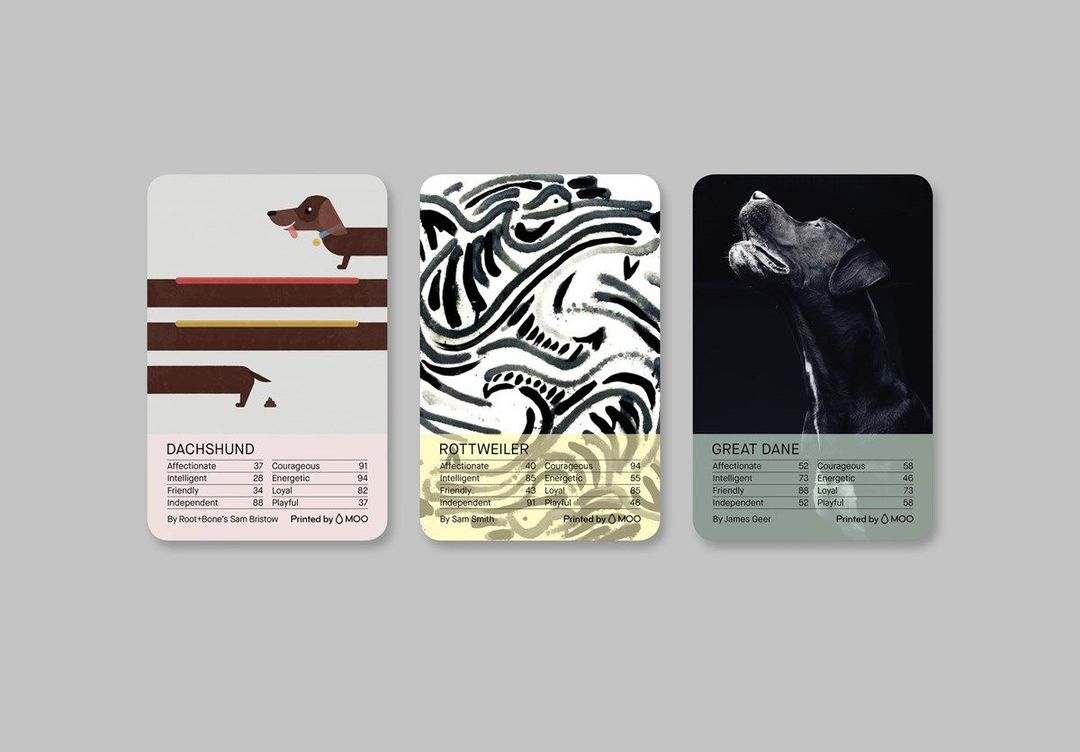 DACHSHUND
Affectionate 37 Courageous 91
Intelligent 28 Energetic 94
Friendly 34 Loyal 82
Independent 88 Playful 37
By Root+Bone's Sam Bristow Printed by MOO
ROTTWEILER
Affectionate 40 Courageous 94
Intelligent 85 Energetic 55
Friendly 43 Loyal 85
Independent 91 Playful 46
By Sam Smith Printed by MOO
GREAT DANE
Affectionate 52 Courageous 58
Intelligent 73 Energetic 46
Friendly 88 Loyal 73
Independent 52 Playful 58
By James Geer Printed by MOO